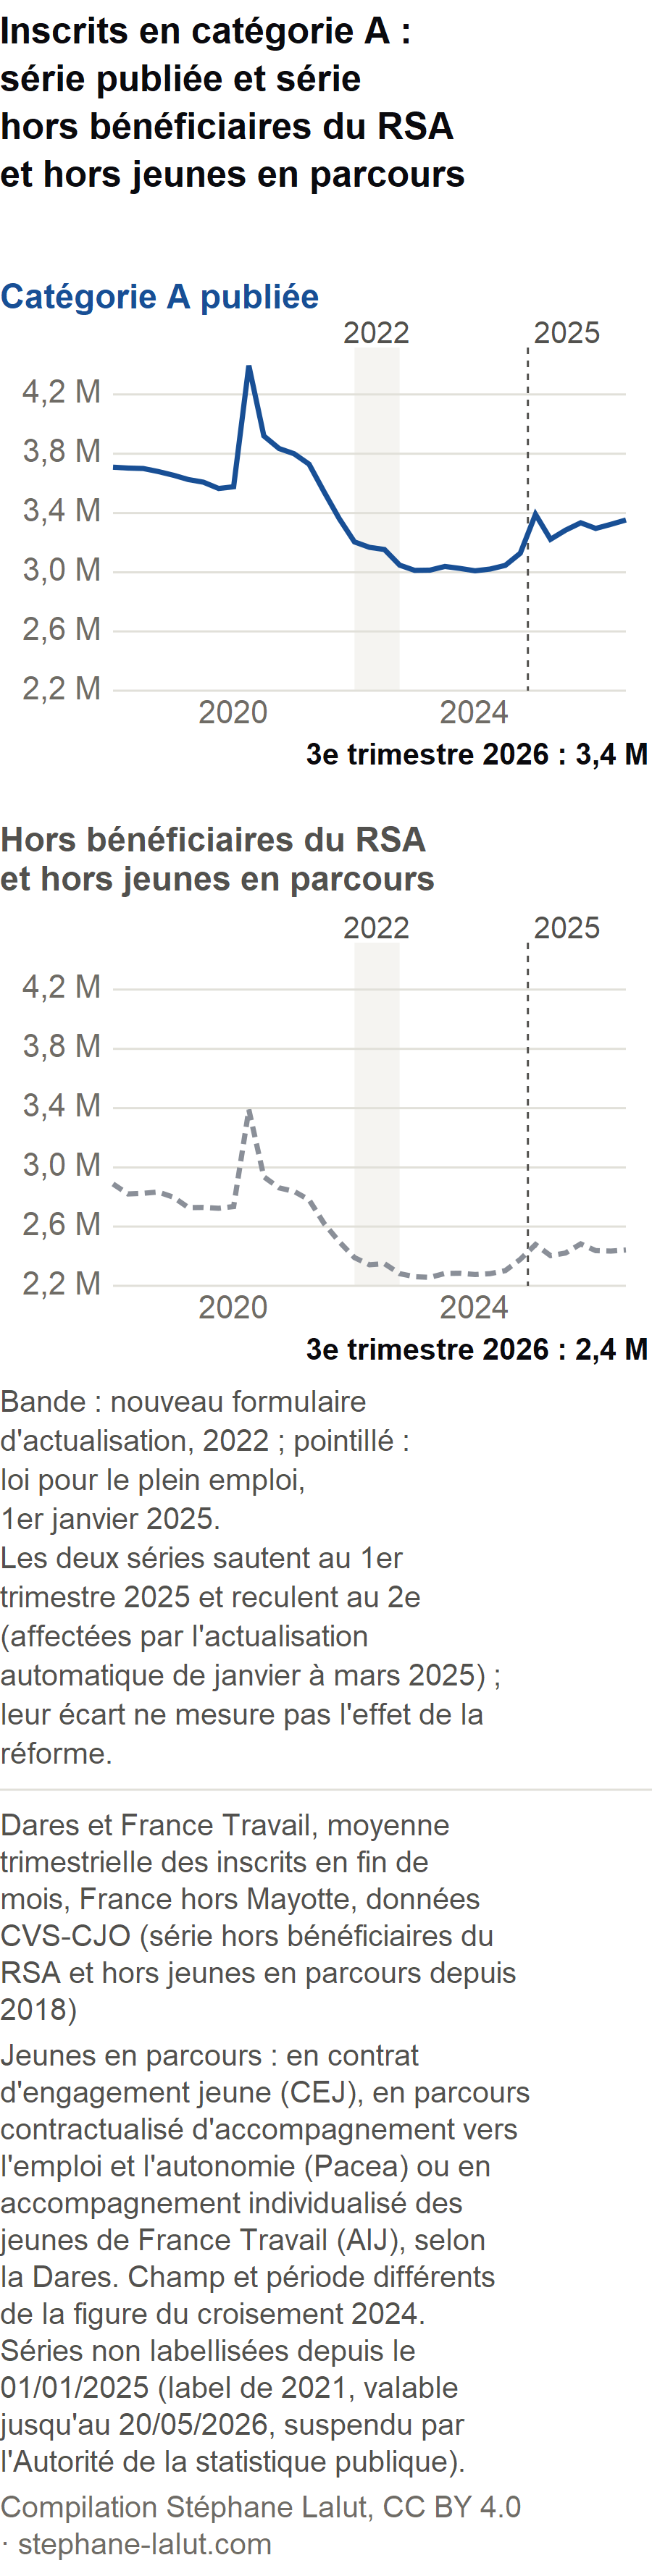 Inscrits en catégorie A :
série publiée et série
hors bénéficiaires du RSA
et hors jeunes en parcours
Catégorie A publiée
2022
2025
4,2 M
3,8 M
3,4 M
3,0 M
2,6 M
2,2 M
2020
2024
3e trimestre 2026 : 3,4 M
Hors bénéficiaires du RSA
et hors jeunes en parcours
2022
2025
4,2 M
3,8 M
3,4 M
3,0 M
2,6 M
2,2 M
2020
2024
3e trimestre 2026 : 2,4 M
Bande : nouveau formulaire
d'actualisation, 2022 ; pointillé :
loi pour le plein emploi,
1er janvier 2025.
Les deux séries sautent au 1er
trimestre 2025 et reculent au 2e
(affectées par l'actualisation
automatique de janvier à mars 2025) ;
leur écart ne mesure pas l'effet de la
réforme.
Dares et France Travail, moyenne
trimestrielle des inscrits en fin de
mois, France hors Mayotte, données
CVS-CJO (série hors bénéficiaires du
RSA et hors jeunes en parcours depuis
2018)
Jeunes en parcours : en contrat
d'engagement jeune (CEJ), en parcours
contractualisé d'accompagnement vers
l'emploi et l'autonomie (Pacea) ou en
accompagnement individualisé des
jeunes de France Travail (AIJ), selon
la Dares. Champ et période différents
de la figure du croisement 2024.
Séries non labellisées depuis le
01/01/2025 (label de 2021, valable
jusqu'au 20/05/2026, suspendu par
l'Autorité de la statistique publique).
Compilation Stéphane Lalut, CC BY 4.0
· stephane-lalut.com